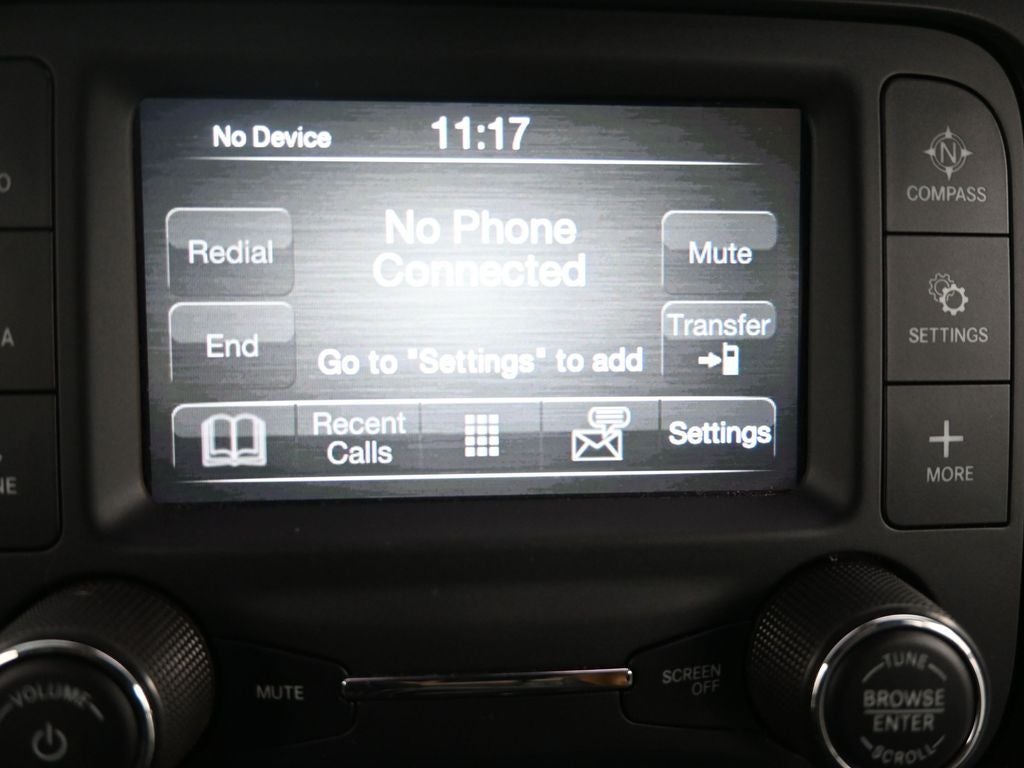 No Device
11:17
COMPASS
N
Redial
No Phone
Connected
Mute
End
Go to "Settings" to add
Transfer
SETTINGS
Recent
Calls
Settings
MORE
VOLUME
MUTE
SCREEN
OFF
TUNE
BROWSE
ENTER
SCROLL